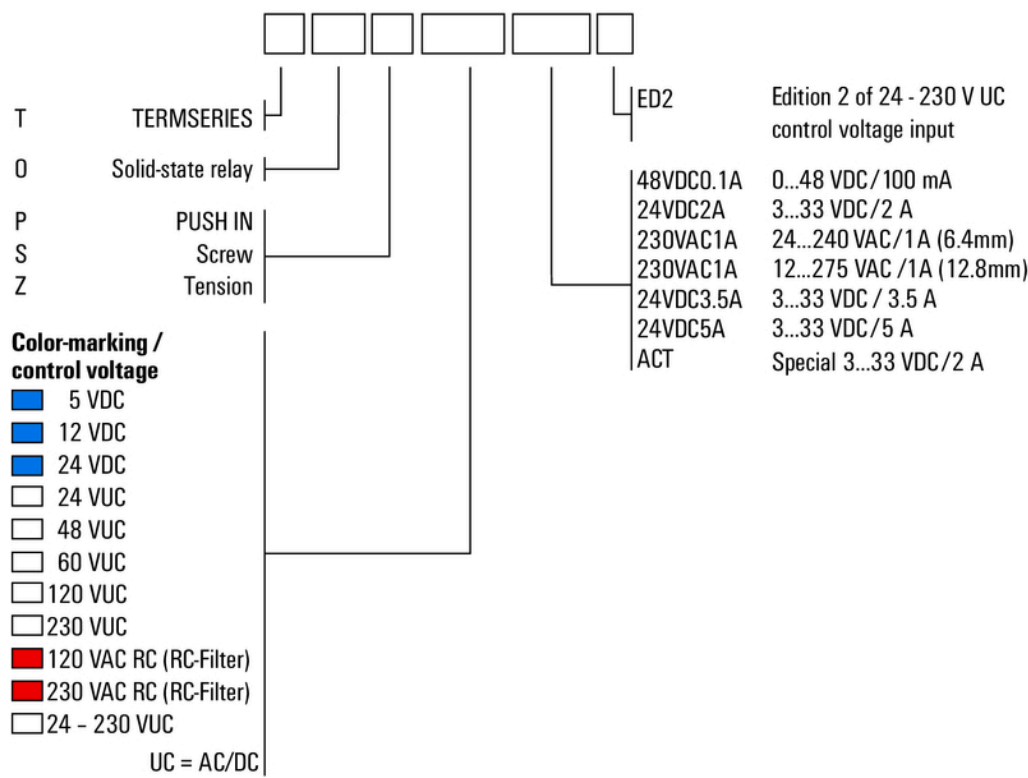 T TERMSERIES
O Solid-state relay
P PUSH IN
S Screw
Z Tension
Color-marking /
control voltage
5 VDC
12 VDC
24 VDC
24 VUC
48 VUC
60 VUC
120 VUC
230 VUC
120 VAC RC (RC-Filter)
230 VAC RC (RC-Filter)
24 – 230 VUC
UC = AC/DC
ED2 Edition 2 of 24 - 230 V UC
control voltage input
48VDC0.1A 0...48 VDC/100 mA
24VDC2A 3...33 VDC/2 A
230VAC1A 24...240 VAC/1A (6.4mm)
230VAC1A 12...275 VAC /1A (12.8mm)
24VDC3.5A 3...33 VDC / 3.5 A
24VDC5A 3...33 VDC/5 A
ACT Special 3...33 VDC/2 A